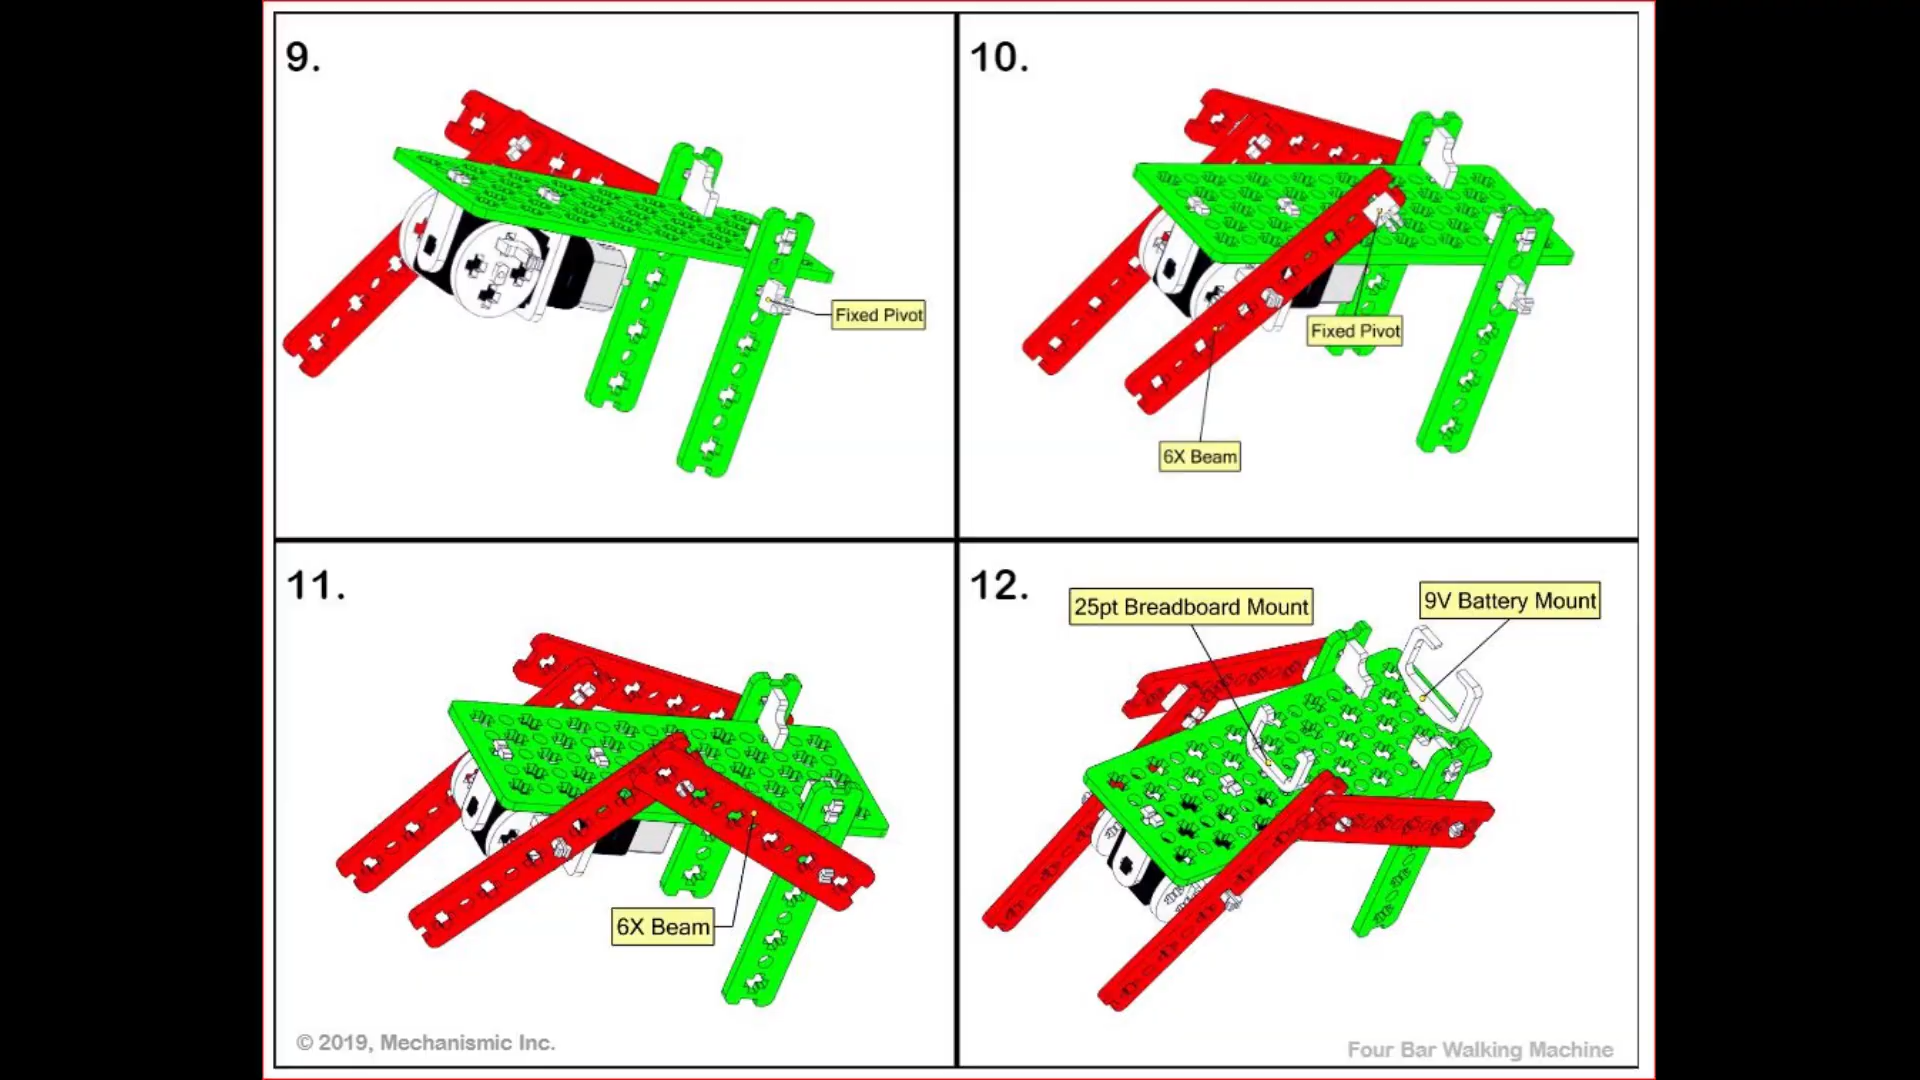 9.
Fixed Pivot
10.
Fixed Pivot
6X Beam
11.
6X Beam
12.
25pt Breadboard Mount
9V Battery Mount
© 2019, Mechanismic Inc.
Four Bar Walking Machine